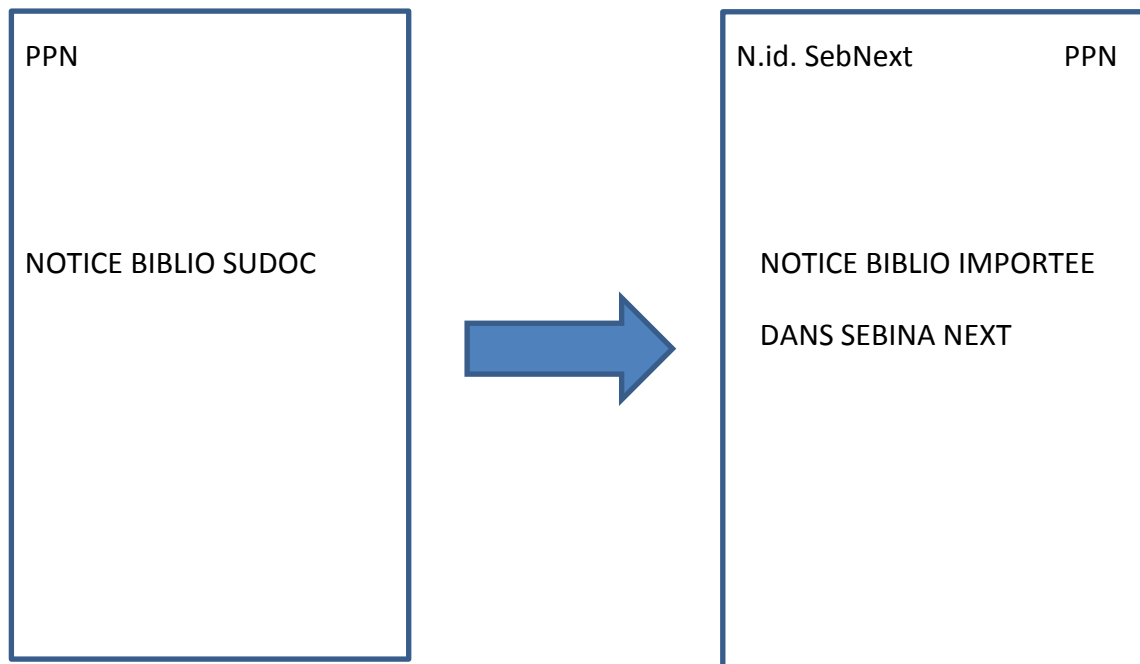 PPN
NOTICE BIBLIO SUDOC
N.id. SebNext PPN
NOTICE BIBLIO IMPORTEE
DANS SEBINA NEXT